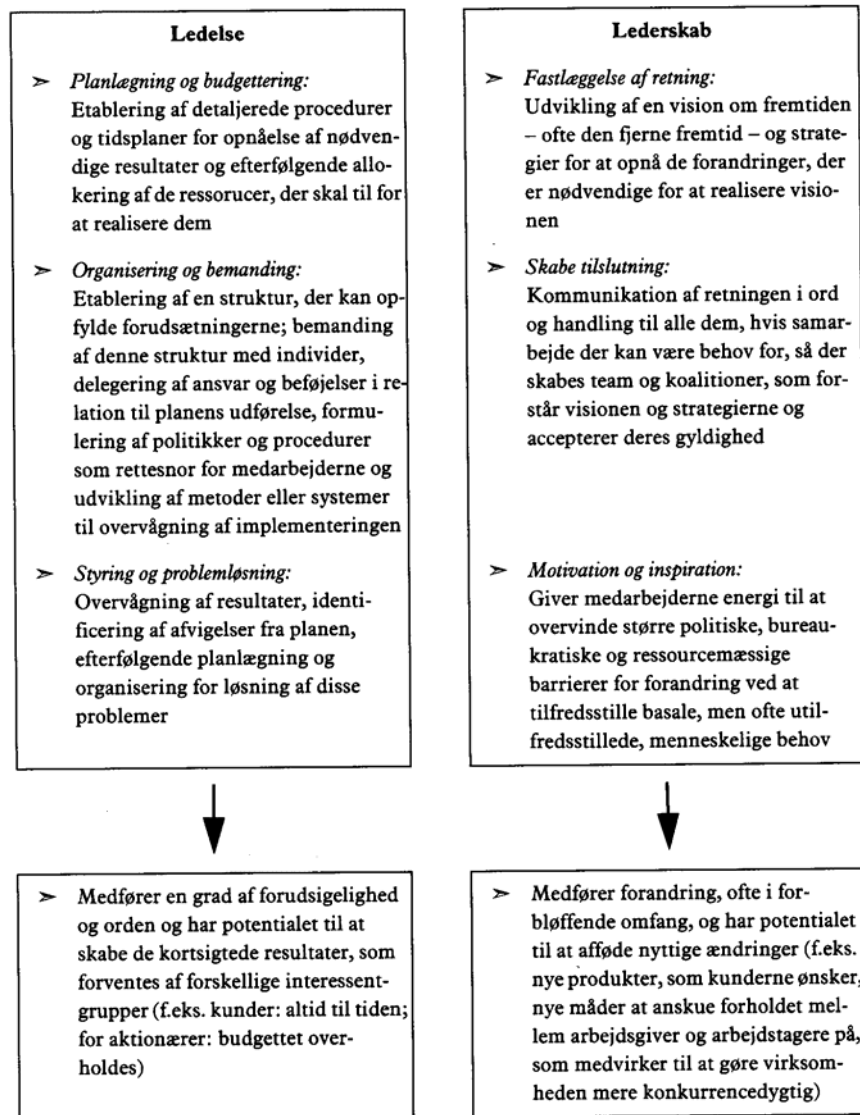 Ledelse
➢ Planlægning og budgettering:
Etablering af detaljerede procedurer
og tidsplaner for opnåelse af nødven-
dige resultater og efterfølgende allo-
kering af de ressorucer, der skal til for
at realisere dem
➢ Organisering og bemanding:
Etablering af en struktur, der kan op-
fylde forudsætningerne; bemanding
af denne struktur med individer,
delegering af ansvar og beføjelser i re-
lation til planens udførelse, formu-
lering af politikker og procedurer
som rettesnor for medarbejderne og
udvikling af metoder eller systemer
til overvågning af implementeringen
➢ Styring og problemløsning:
Overvågning af resultater, identi-
ficering af afvigelser fra planen,
efterfølgende planlægning og
organisering for løsning af disse
problemer
➢ Medfører en grad af forudsigelighed
og orden og har potentialet til at
skabe de kortsigtede resultater, som
forventes af forskellige interessent-
grupper (f.eks. kunder: altid til tiden;
for aktionærer: budgettet over-
holdes)
Lederskab
➢ Fastlæggelse af retning:
Udvikling af en vision om fremtiden
– ofte den fjerne fremtid – og strate-
gier for at opnå de forandringer, der
er nødvendige for at realisere visio-
nen
➢ Skabe tilslutning:
Kommunikation af retningen i ord
og handling til alle dem, hvis samar-
bejde der kan være behov for, så der
skabes team og koalitioner, som for-
står visionen og strategierne og
accepterer deres gyldighed
➢ Motivation og inspiration:
Giver medarbejderne energi til at
overvinde større politiske, bureau-
kratiske og ressourcemæssige
barrierer for forandring ved at
tilfredsstille basale, men ofte util-
fredsstillede, menneskelige behov
➢ Medfører forandring, ofte i for-
bløffende omfang, og har potentialet
til at afføde nyttige ændringer (f.eks.
nye produkter, som kunderne ønsker,
nye måder at anskue forholdet mel-
lem arbejdsgiver og arbejdstagere på,
som medvirker til at gøre virksom-
heden mere konkurrencedygtig)